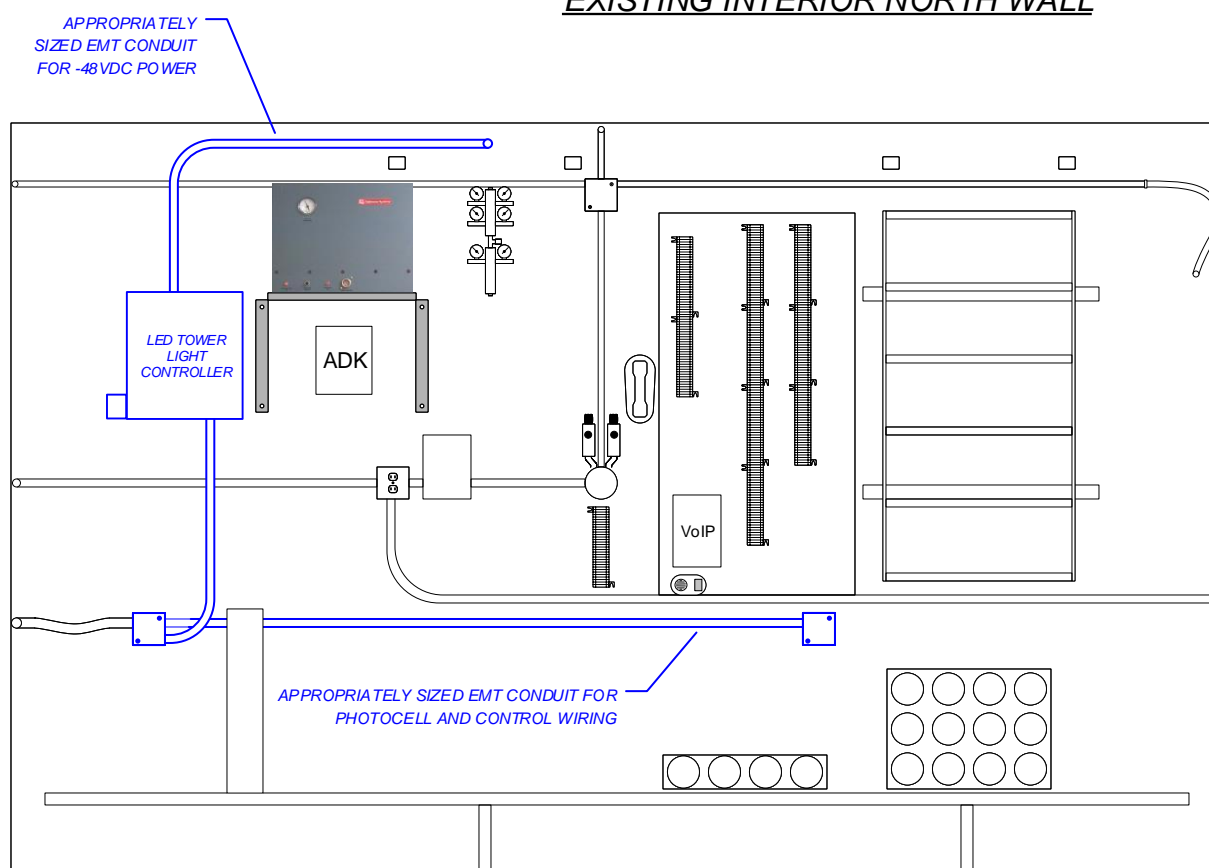 EXISTING INTERIOR NORTH WALL
APPROPRIATELY
SIZED EMT CONDUIT
FOR -48VDC POWER
LED TOWER
LIGHT
CONTROLLER
ADK
VoIP
APPROPRIATELY SIZED EMT CONDUIT FOR
PHOTOCELL AND CONTROL WIRING